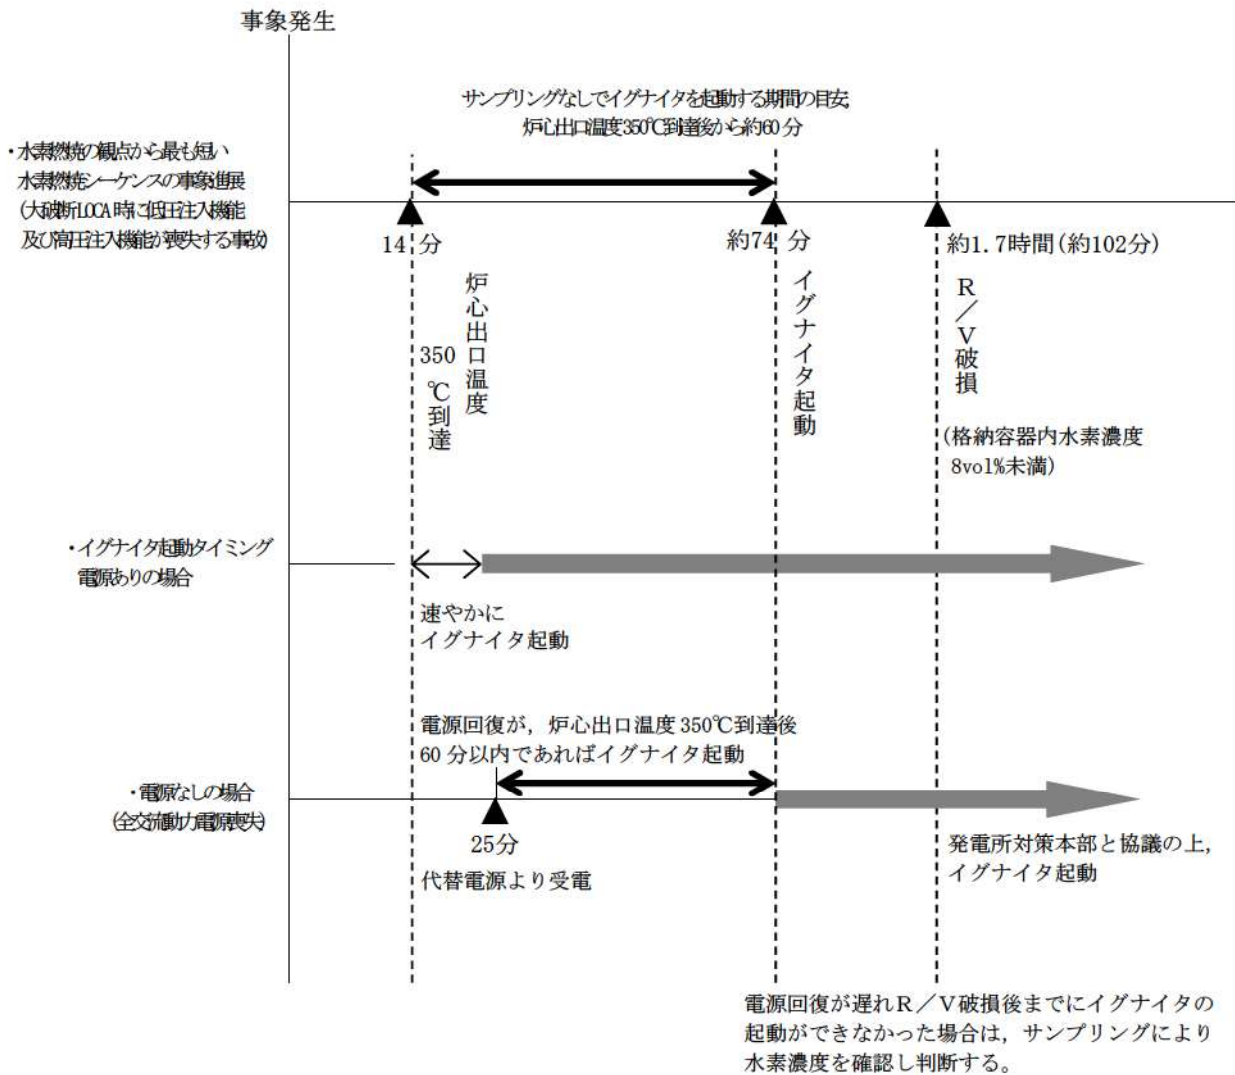 事象発生
サンプリングなしでイグナイタを起動する期間の目安;
炉心出口温度350℃到達後から約60分
・水素燃焼の観点から最も短い
水素燃焼シーケンスの事象進展
(大破断LOCA時に低圧注入機能
及び高圧注入機能が喪失する事故)
14分
約74 分
約1.7時間(約102分)
炉心出口温度
350℃到達
イグナイタ起動
R/V破損
(格納容器内水素濃度
8vol%未満)
・イグナイタ起動タイミング
電源ありの場合
速やかに
イグナイタ起動
電源回復が，炉心出口温度350℃到達後
60分以内であればイグナイタ起動
・電源なしの場合
(全交流動力電源喪失)
25分
代替電源より受電
発電所対策本部と協議の上，
イグナイタ起動
電源回復が遅れR/V破損後までにイグナイタの
起動ができなかった場合は，サンプリングにより
水素濃度を確認し判断する。